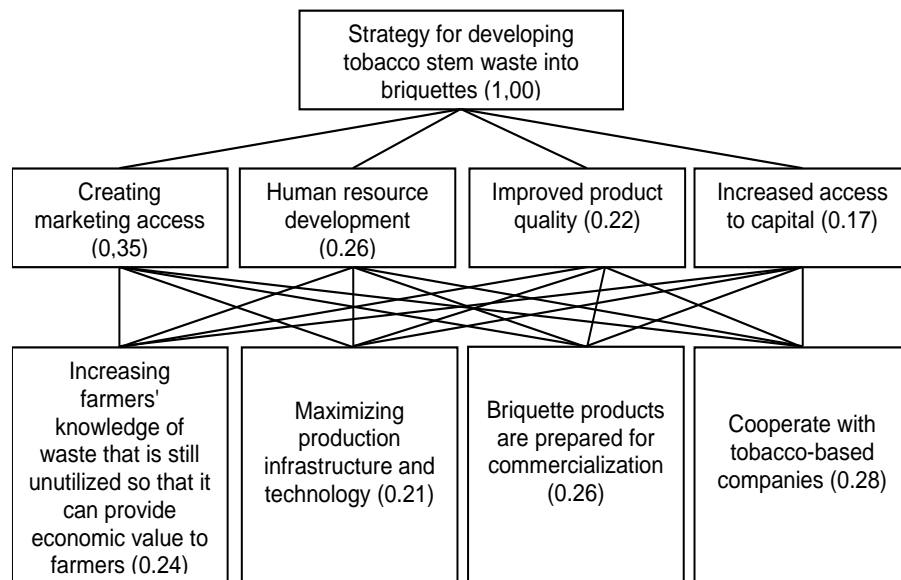 Strategy for developing
tobacco stem waste into
briquettes (1,00)
Creating
marketing access
(0,35)
Human resource
development
(0.26)
Improved product
quality (0.22)
Increased access
to capital (0.17)
Increasing
farmers'
knowledge of
waste that is still
unutilized so that it
can provide
economic value to
farmers (0.24)
Maximizing
production
infrastructure and
technology (0.21)
Briquette products
are prepared for
commercialization
(0.26)
Cooperate with
tobacco-based
companies (0.28)